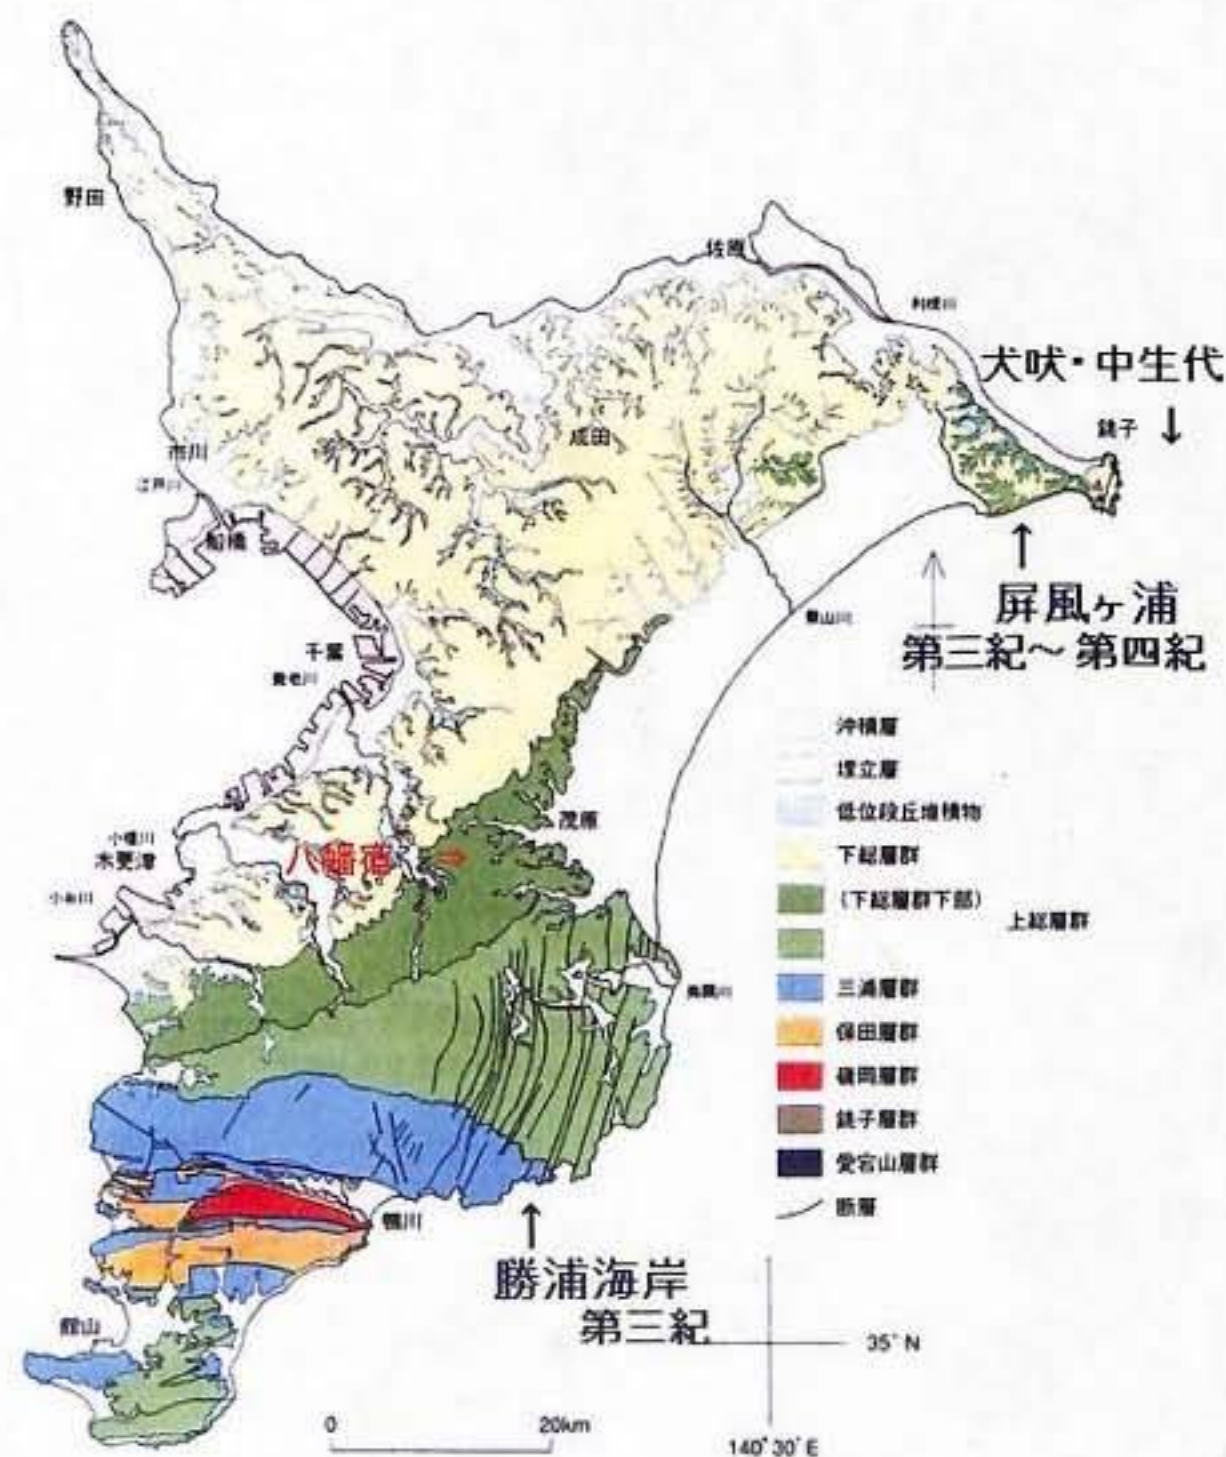 野田
佐原
利根川
犬吠・中生代
銚子
成田
市川
江戸川
船橋
屏風ヶ浦
第三紀〜第四紀
千葉
養老川
沖積層
埋立層
低位段丘堆積物
茂原
小櫃川
木更津
下総層群
小糸川
(下総層群下部)
上総層群
夷隅川
三浦層群
保田層群
磯岡層群
銚子層群
愛宕山層群
断層
鴨川
勝浦海岸
第三紀
館山
35° N
0
20km
140° 30' E